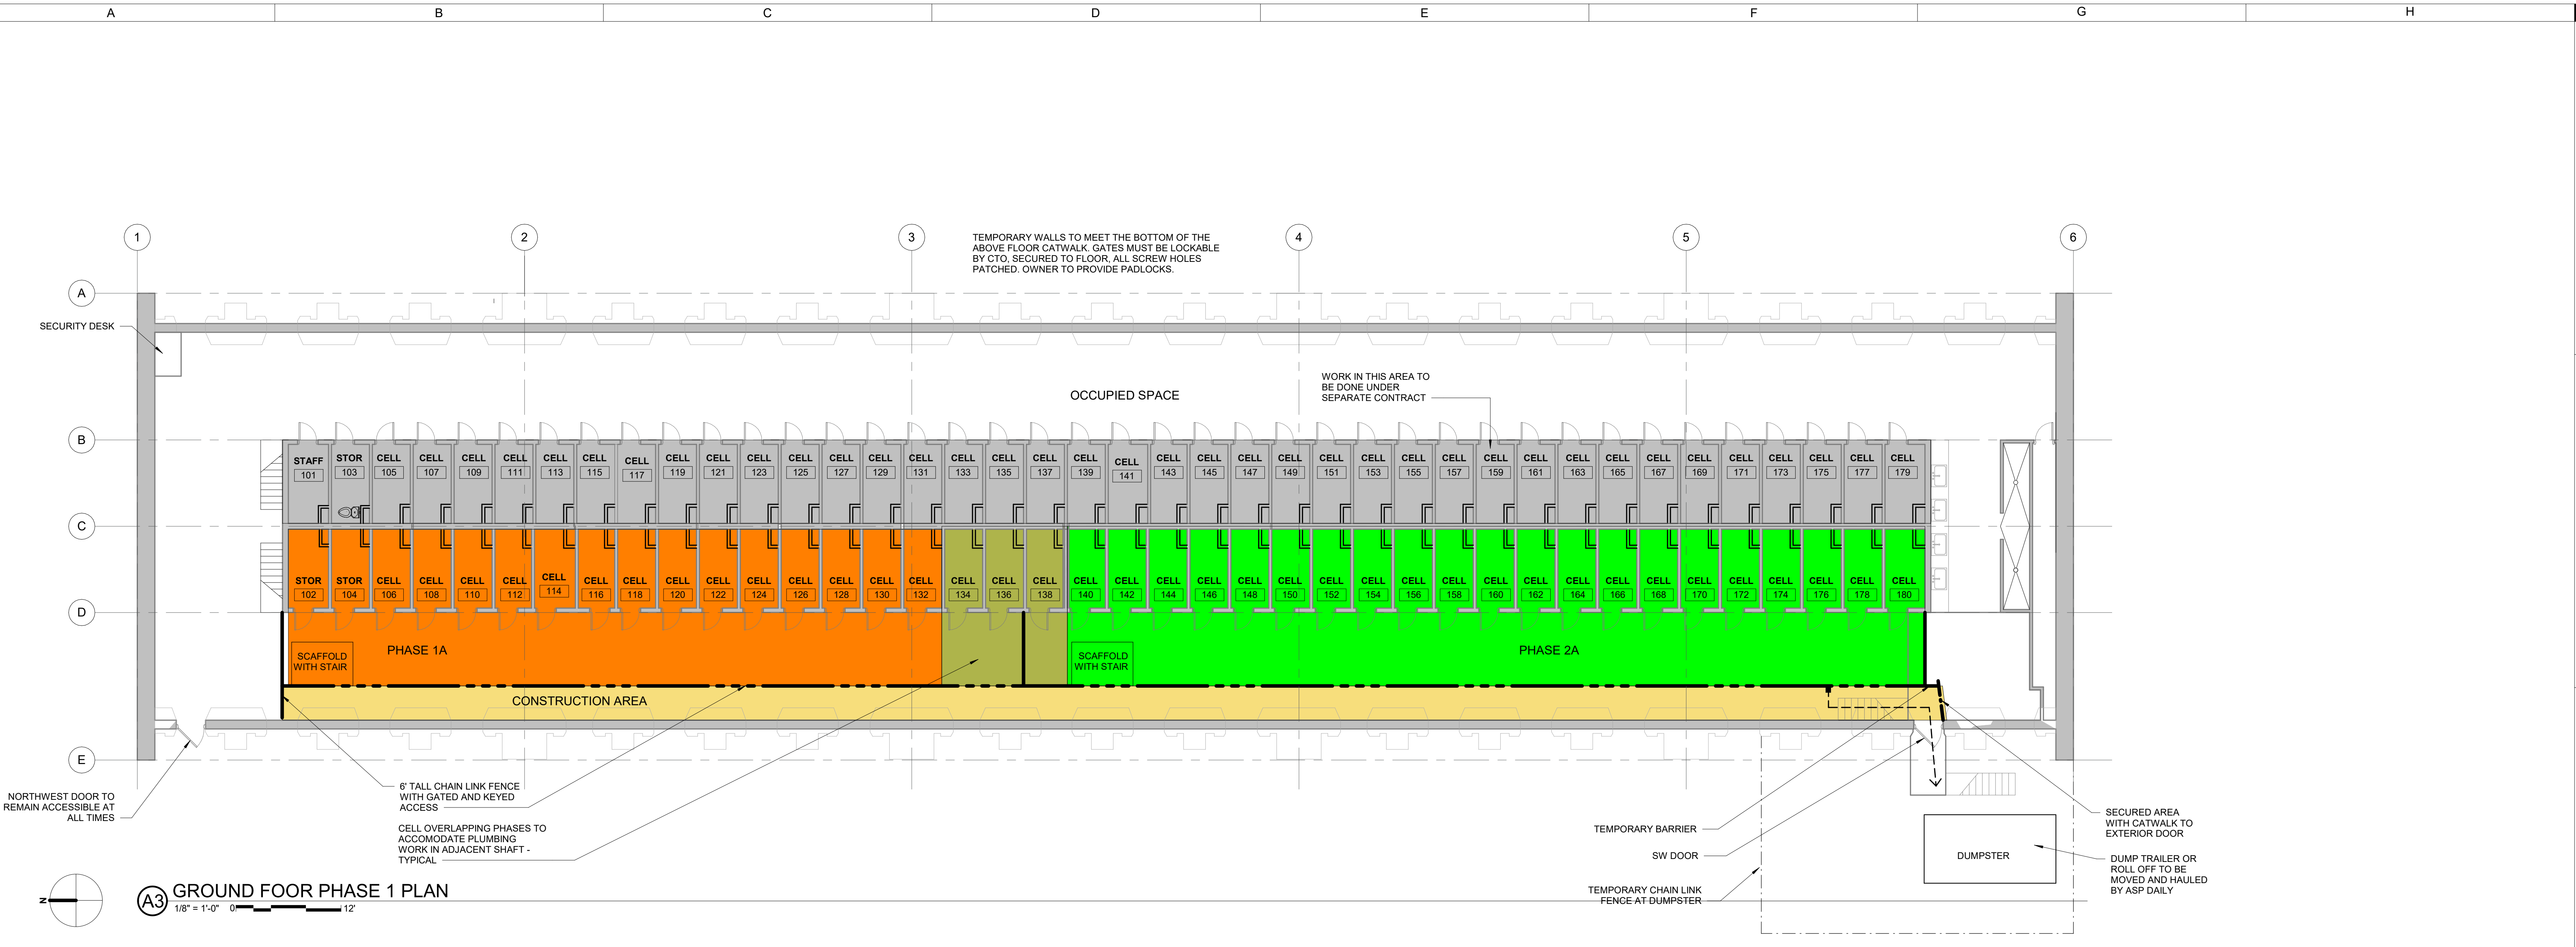 A B C D E F G H
1 2 3 4 5 6
TEMPORARY WALLS TO MEET THE BOTTOM OF THE
ABOVE FLOOR CATWALK. GATES MUST BE LOCKABLE
BY CTO, SECURED TO FLOOR, ALL SCREW HOLES
PATCHED. OWNER TO PROVIDE PADLOCKS.
A
SECURITY DESK
WORK IN THIS AREA TO
BE DONE UNDER
SEPARATE CONTRACT
OCCUPIED SPACE
B
STAFF STOR CELL CELL CELL CELL CELL CELL CELL CELL CELL CELL CELL CELL CELL CELL CELL CELL CELL CELL CELL CELL CELL CELL CELL CELL CELL CELL CELL CELL CELL CELL CELL CELL CELL CELL CELL CELL CELL CELL
101 103 105 107 109 111 113 115 117 119 121 123 125 127 129 131 133 135 137 139 141 143 145 147 149 151 153 155 157 159 161 163 165 167 169 171 173 175 177 179
C
STOR STOR CELL CELL CELL CELL CELL CELL CELL CELL CELL CELL CELL CELL CELL CELL CELL CELL CELL CELL CELL CELL CELL CELL CELL CELL CELL CELL CELL CELL CELL CELL CELL CELL CELL CELL CELL CELL CELL CELL
102 104 106 108 110 112 114 116 118 120 122 124 126 128 130 132 134 136 138 140 142 144 146 148 150 152 154 156 158 160 162 164 166 168 170 172 174 176 178 180
D
SCAFFOLD
WITH STAIR
PHASE 1A
SCAFFOLD
WITH STAIR
PHASE 2A
CONSTRUCTION AREA
E
NORTHWEST DOOR TO
REMAIN ACCESSIBLE AT
ALL TIMES
6' TALL CHAIN LINK FENCE
WITH GATED AND KEYED
ACCESS
CELL OVERLAPPING PHASES TO
ACCOMODATE PLUMBING
WORK IN ADJACENT SHAFT -
TYPICAL
TEMPORARY BARRIER
SW DOOR
TEMPORARY CHAIN LINK
FENCE AT DUMPSTER
DUMPSTER
SECURED AREA
WITH CATWALK TO
EXTERIOR DOOR
DUMP TRAILER OR
ROLL OFF TO BE
MOVED AND HAULED
BY ASP DAILY
N
A3
GROUND FOOR PHASE 1 PLAN
1/8" = 1'-0" 0 12'